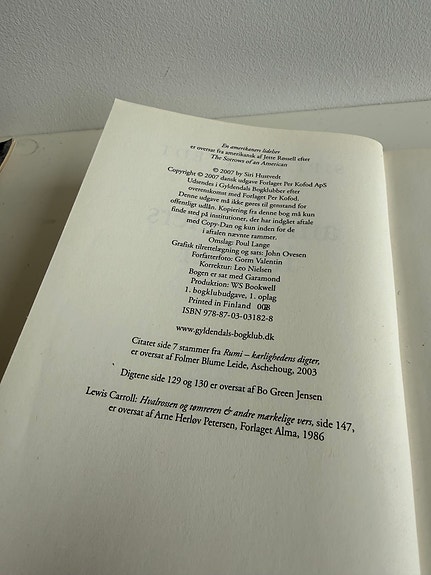 En amerikaners lidelser
er oversat fra amerikansk af Jette Røssell efter
The Sorrows of an American
© 2007 by Siri Hustvedt
Copyright © 2007 dansk udgave Forlaget Per Kofod ApS
Udsendes i Gyldendals Bogklubber efter
overenskomst med Forlaget Per Kofod.
Denne udgave må ikke gøres til genstand for
offentligt udlån. Kopiering fra denne bog må kun
finde sted på institutioner, der har indgået aftale
med Copy-Dan og kun inden for de
i aftalen nævnte rammer.
Omslag: Poul Lange
Grafisk tilrettelægning og sats: John Ovesen
Forfatterfoto: Gorm Valentin
Korrektur: Leo Nielsen
Bogen er sat med Garamond
Produktion: WS Bookwell
1. bogklubudgave, 1. oplag
Printed in Finland 2008
ISBN 978-87-03-03182-8
www.gyldendals-bogklub.dk
Citatet side 7 stammer fra Rumi – kærlighedens digter,
er oversat af Folmer Blume Leide, Aschehoug, 2003
Digtene side 129 og 130 er oversat af Bo Green Jensen
Lewis Carroll: Hvalrossen og tømreren & andre mærkelige vers, side 147,
er oversat af Arne Herløv Petersen, Forlaget Alma, 1986